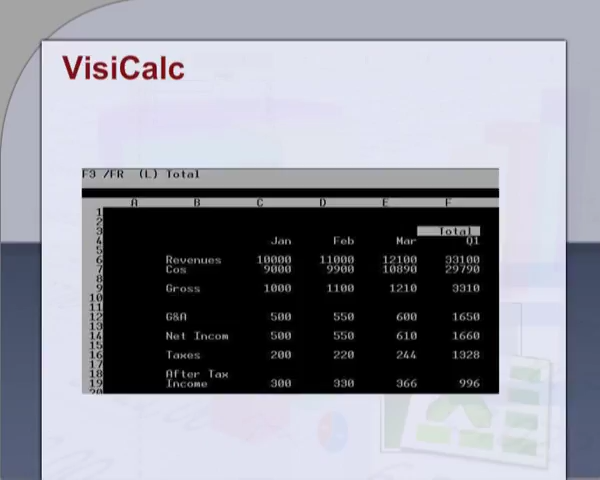 VisiCalc
F3 /FR (L) Total
A B C D E F
1
2
3 Total
4 Jan Feb Mar Q1
5
6 Revenues 10000 11000 12100 33100
7 Cos 9000 9900 10890 29790
8
9 Gross 1000 1100 1210 3310
10
11
12 G&A 500 550 600 1650
13
14 Net Incom 500 550 610 1660
15
16 Taxes 200 220 244 1328
17
18 After Tax
19 Income 300 330 366 996
20